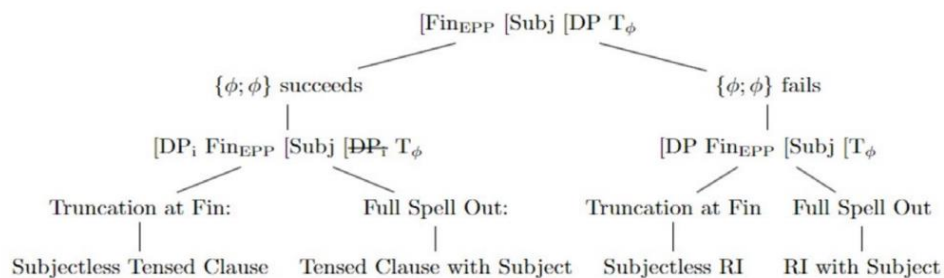 [Fin_EPP [Subj [DP T_ϕ
{ϕ; ϕ} succeeds {ϕ; ϕ} fails
[DP_i Fin_EPP [Subj [D̶P̶_i̶ T_ϕ [DP Fin_EPP [Subj [T_ϕ
Truncation at Fin: Full Spell Out: Truncation at Fin Full Spell Out
Subjectless Tensed Clause Tensed Clause with Subject Subjectless RI RI with Subject